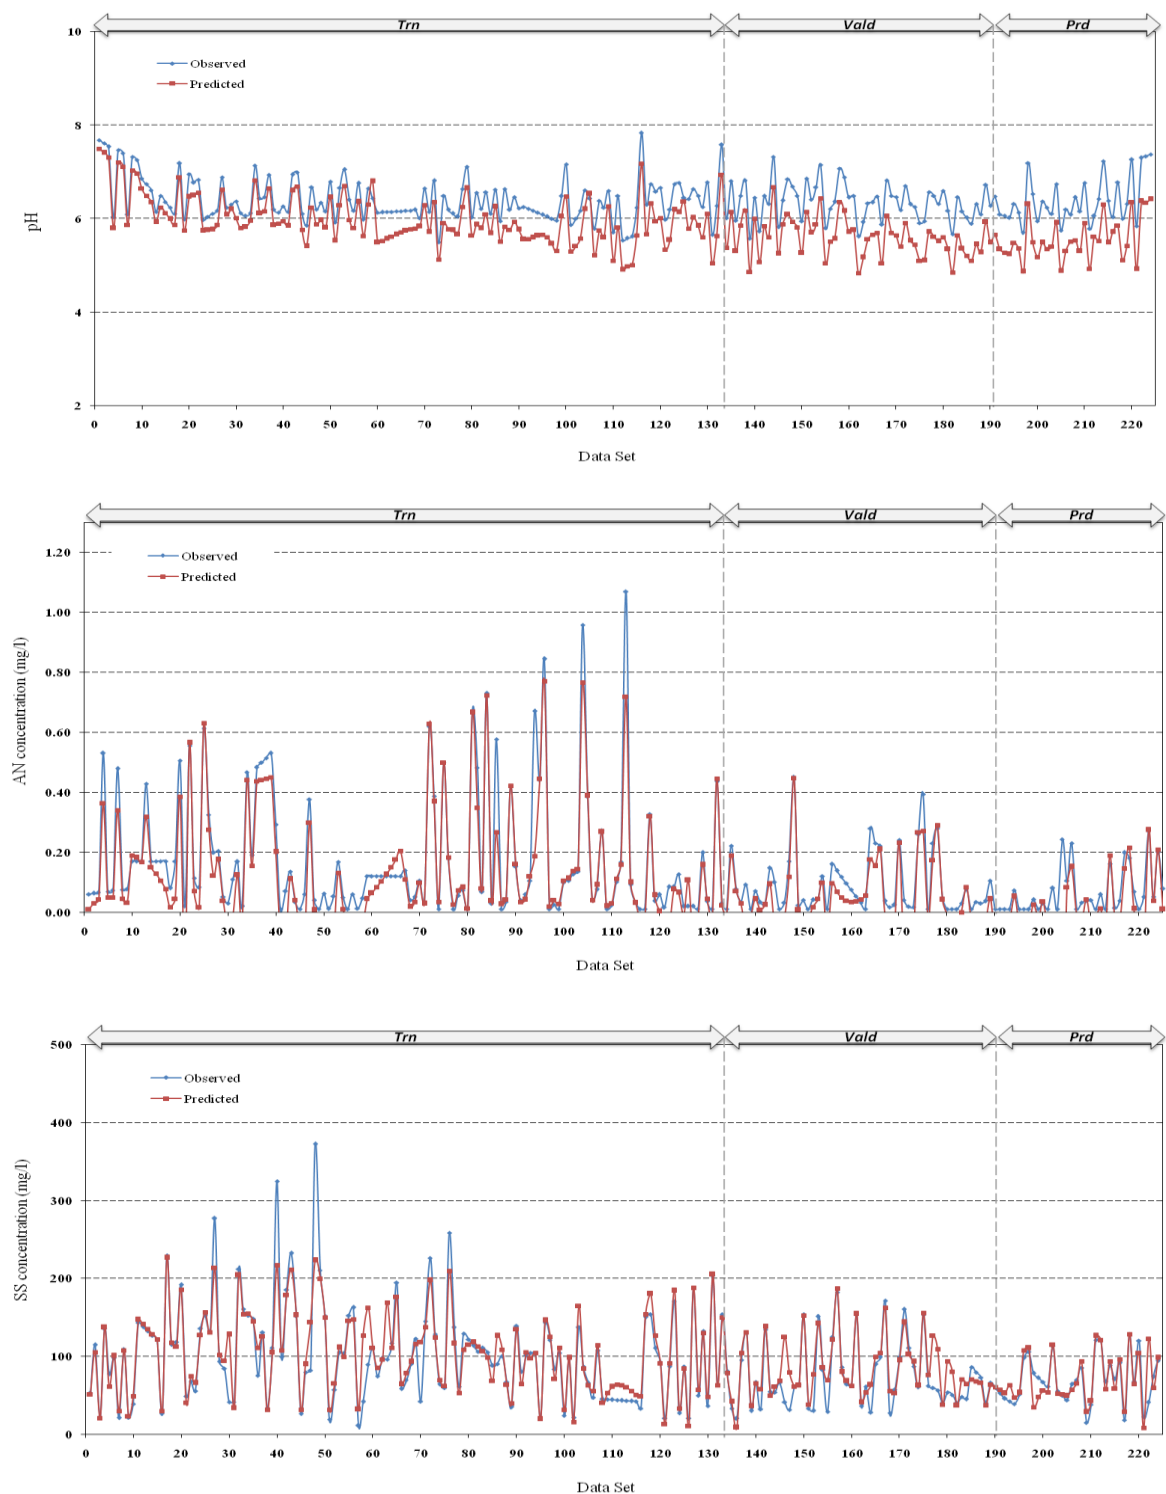 Trn Vald Prd
10
Observed
Predicted
8
6
4
2
pH
0 10 20 30 40 50 60 70 80 90 100 110 120 130 140 150 160 170 180 190 200 210 220
Data Set
Trn Vald Prd
1.20
Observed
Predicted
1.00
0.80
0.60
0.40
0.20
0.00
AN concentration (mg/l)
0 10 20 30 40 50 60 70 80 90 100 110 120 130 140 150 160 170 180 190 200 210 220
Data Set
Trn Vald Prd
500
Observed
Predicted
400
300
200
100
0
SS concentration (mg/l)
0 10 20 30 40 50 60 70 80 90 100 110 120 130 140 150 160 170 180 190 200 210 220
Data Set